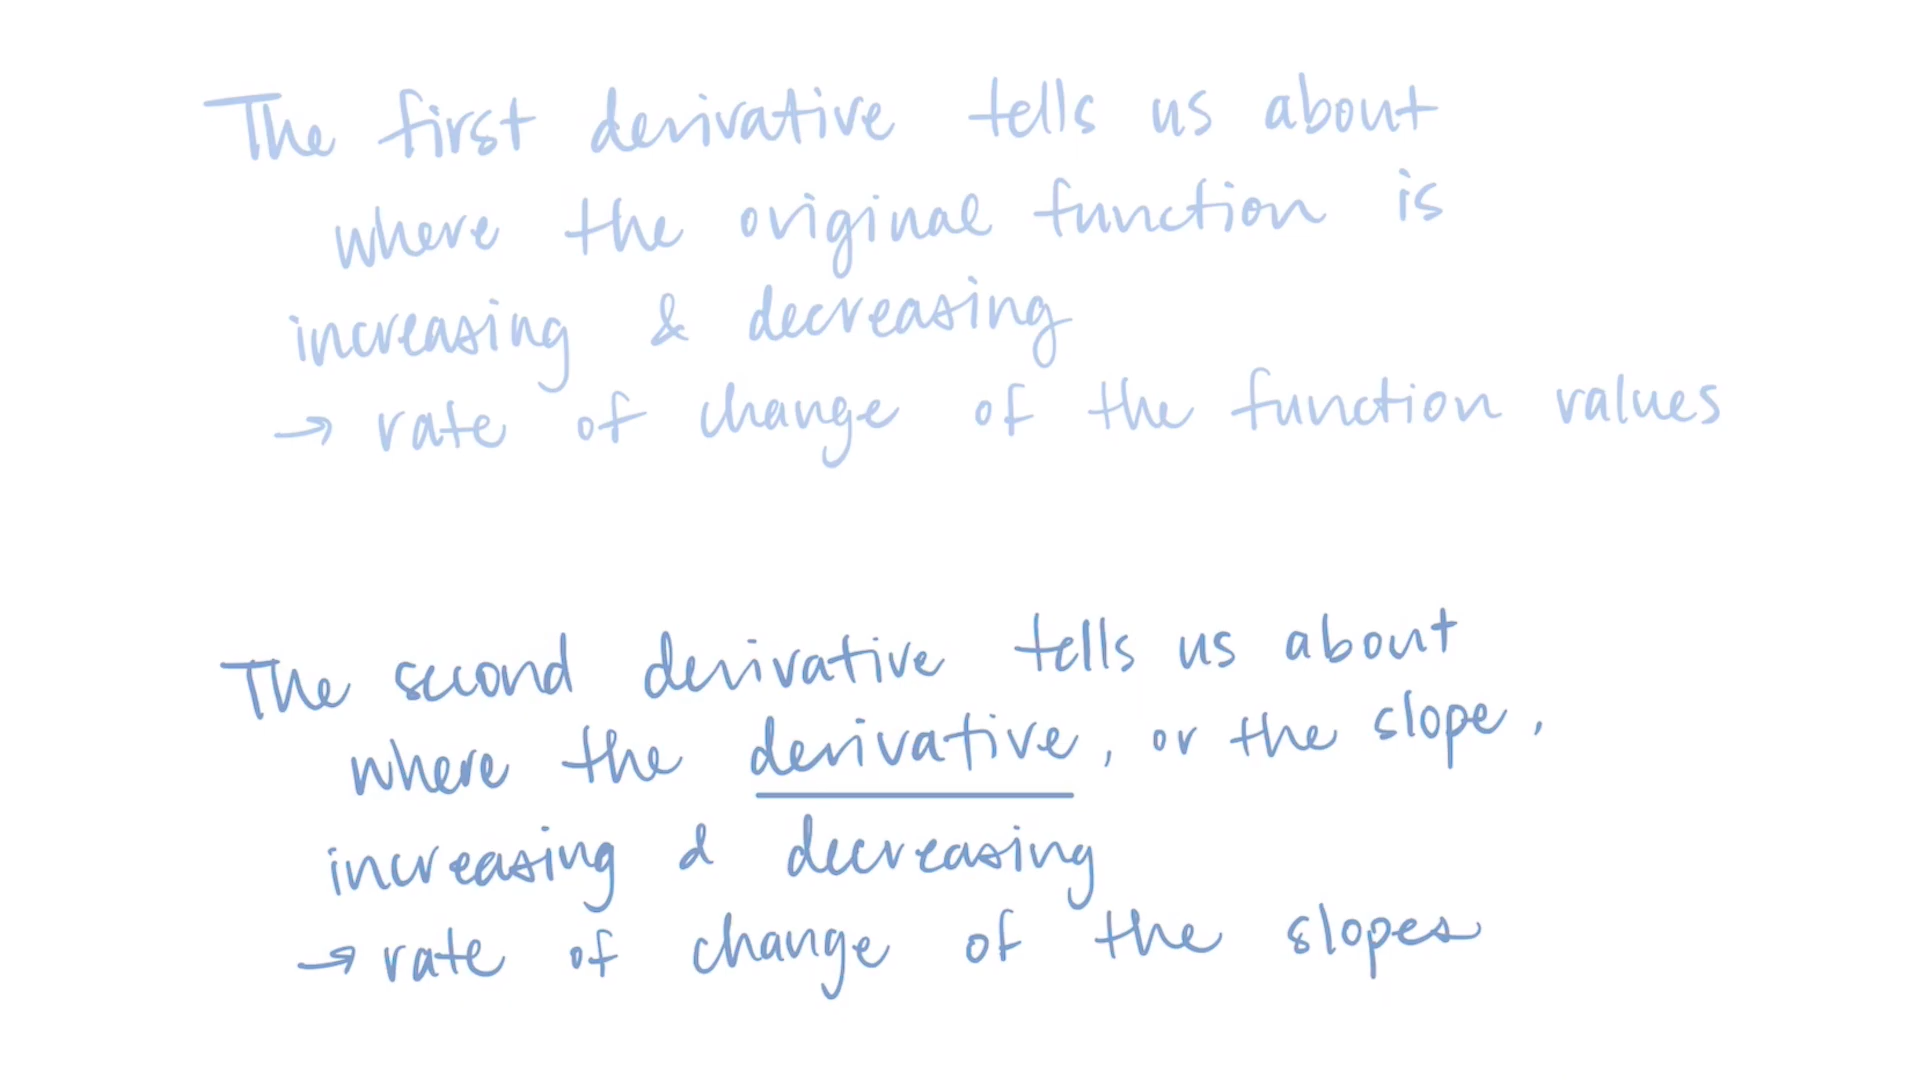 The first derivative tells us about
where the original function is
increasing & decreasing
→ rate of change of the function values
The second derivative tells us about
where the derivative, or the slope,
increasing & decreasing
→ rate of change of the slopes